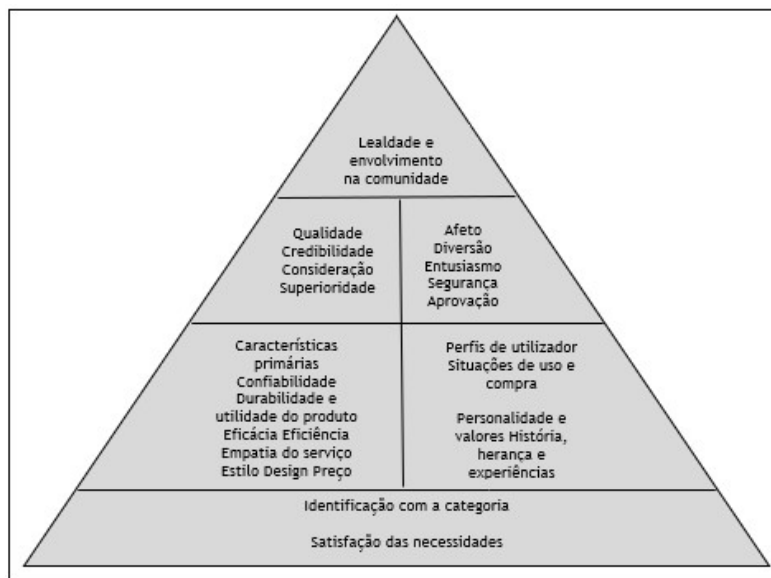 Lealdade e
envolvimento
na comunidade
Qualidade
Credibilidade
Consideração
Superioridade
Afeto
Diversão
Entusiasmo
Segurança
Aprovação
Características
primárias
Confiabilidade
Durabilidade e
utilidade do produto
Eficácia Eficiência
Empatia do serviço
Estilo Design Preço
Perfis de utilizador
Situações de uso e
compra
Personalidade e
valores História,
herança e
experiências
Identificação com a categoria
Satisfação das necessidades